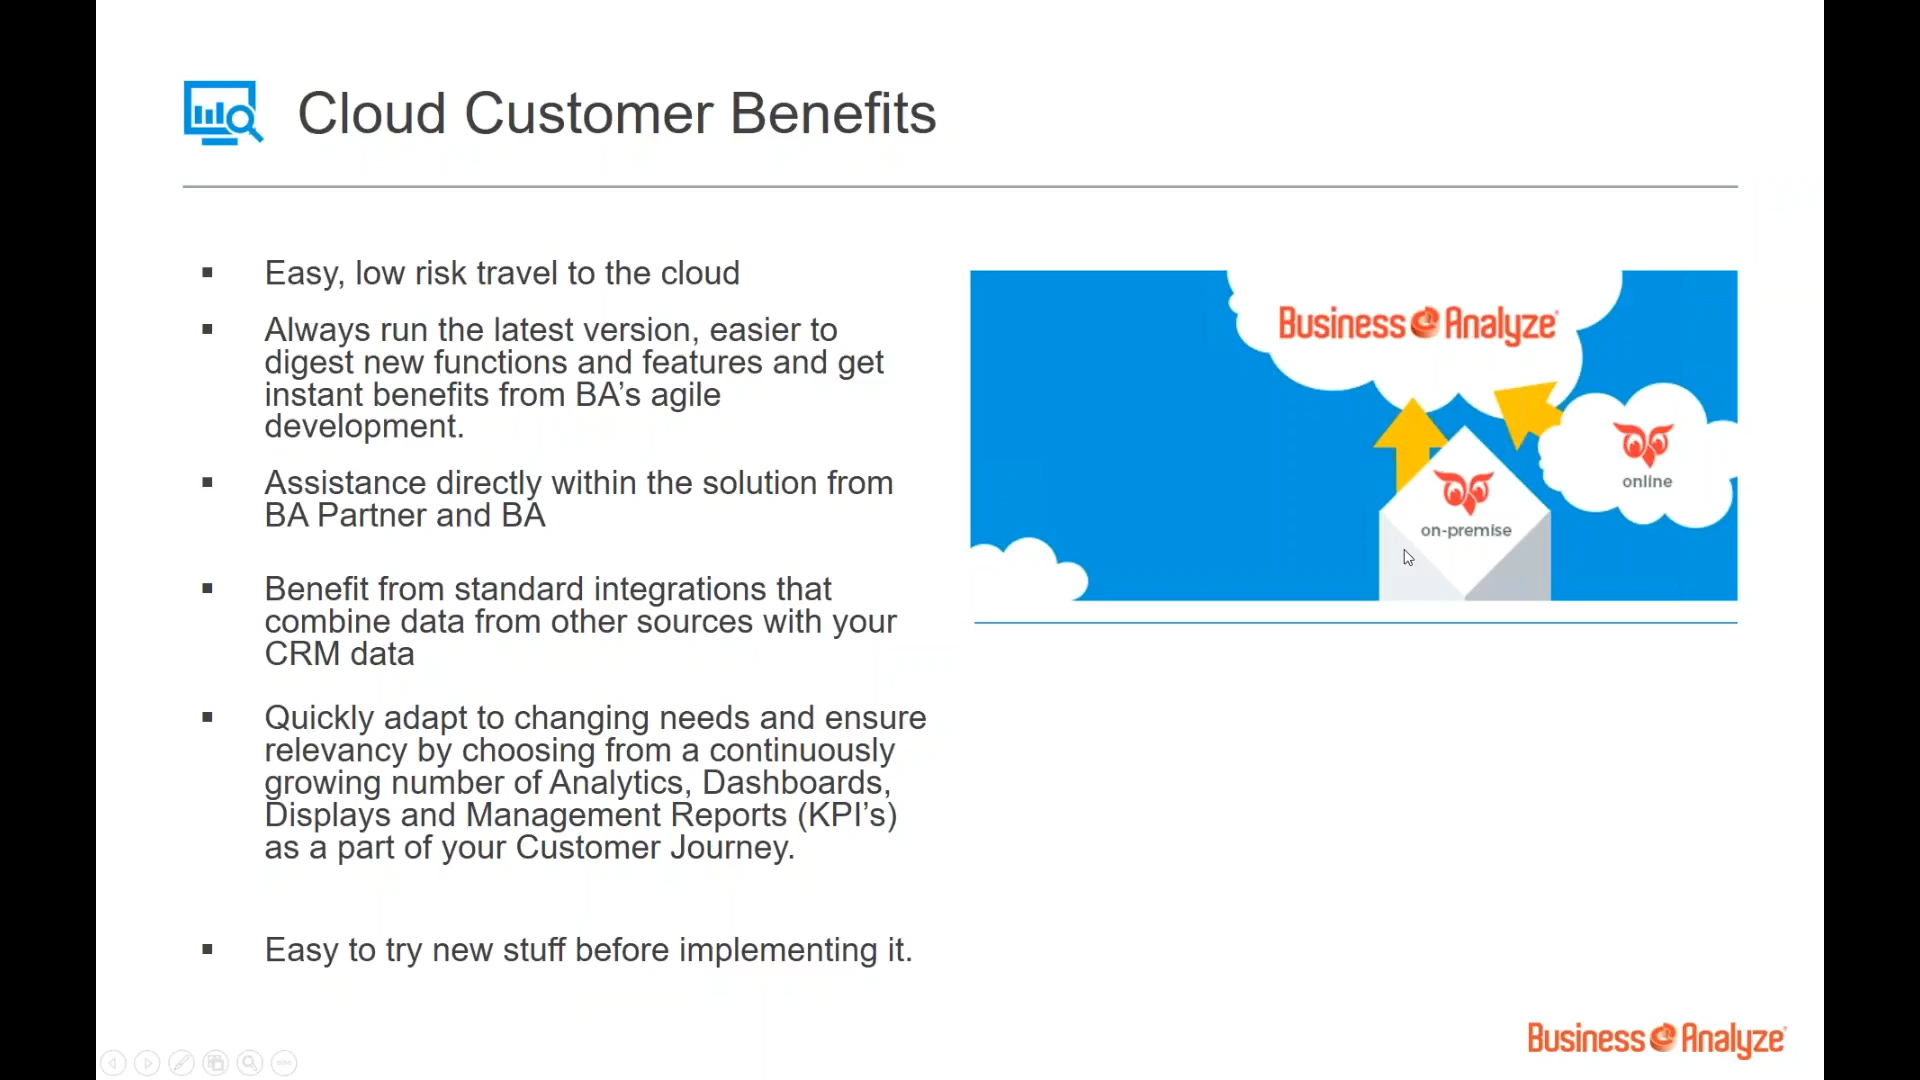 Cloud Customer Benefits
▪ Easy, low risk travel to the cloud
▪ Always run the latest version, easier to
digest new functions and features and get
instant benefits from BA’s agile
development.
▪ Assistance directly within the solution from
BA Partner and BA
▪ Benefit from standard integrations that
combine data from other sources with your
CRM data
▪ Quickly adapt to changing needs and ensure
relevancy by choosing from a continuously
growing number of Analytics, Dashboards,
Displays and Management Reports (KPI’s)
as a part of your Customer Journey.
▪ Easy to try new stuff before implementing it.
Business Analyze
online
on-premise
Business Analyze